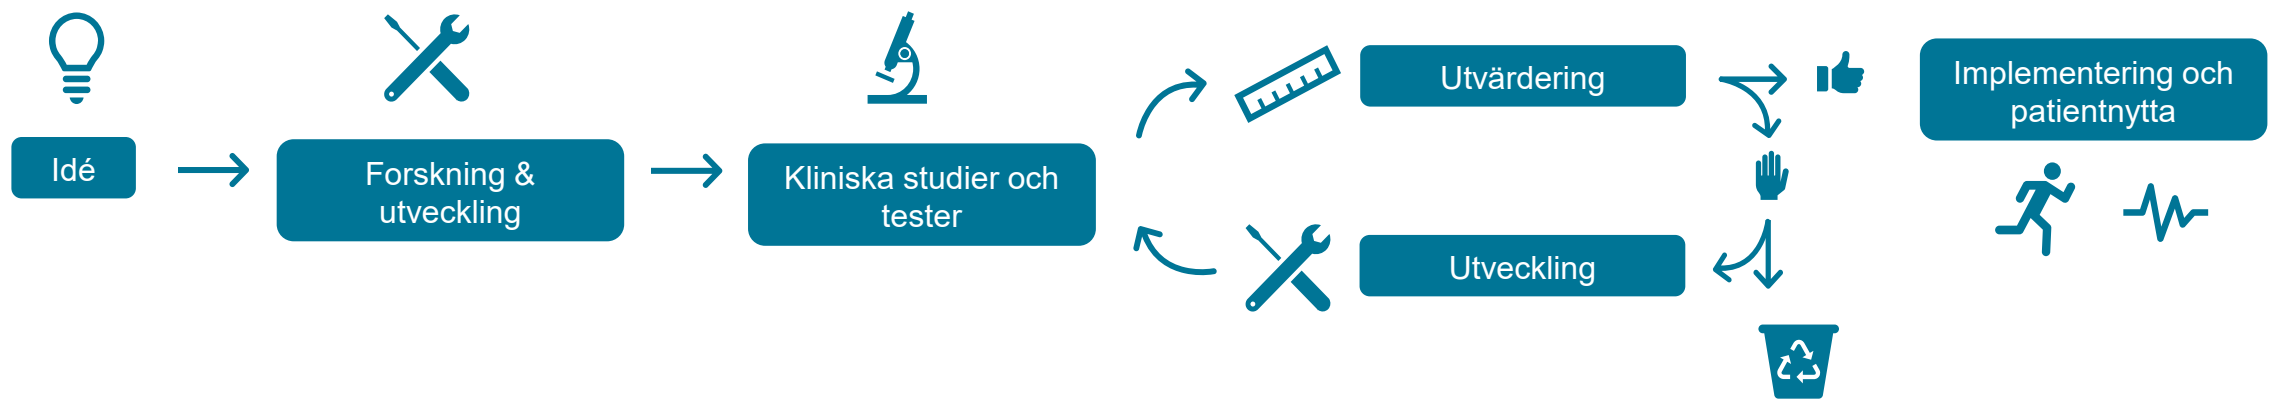 Idé
Forskning &
utveckling
Kliniska studier och
tester
Utvärdering
Utveckling
Implementering och
patientnytta